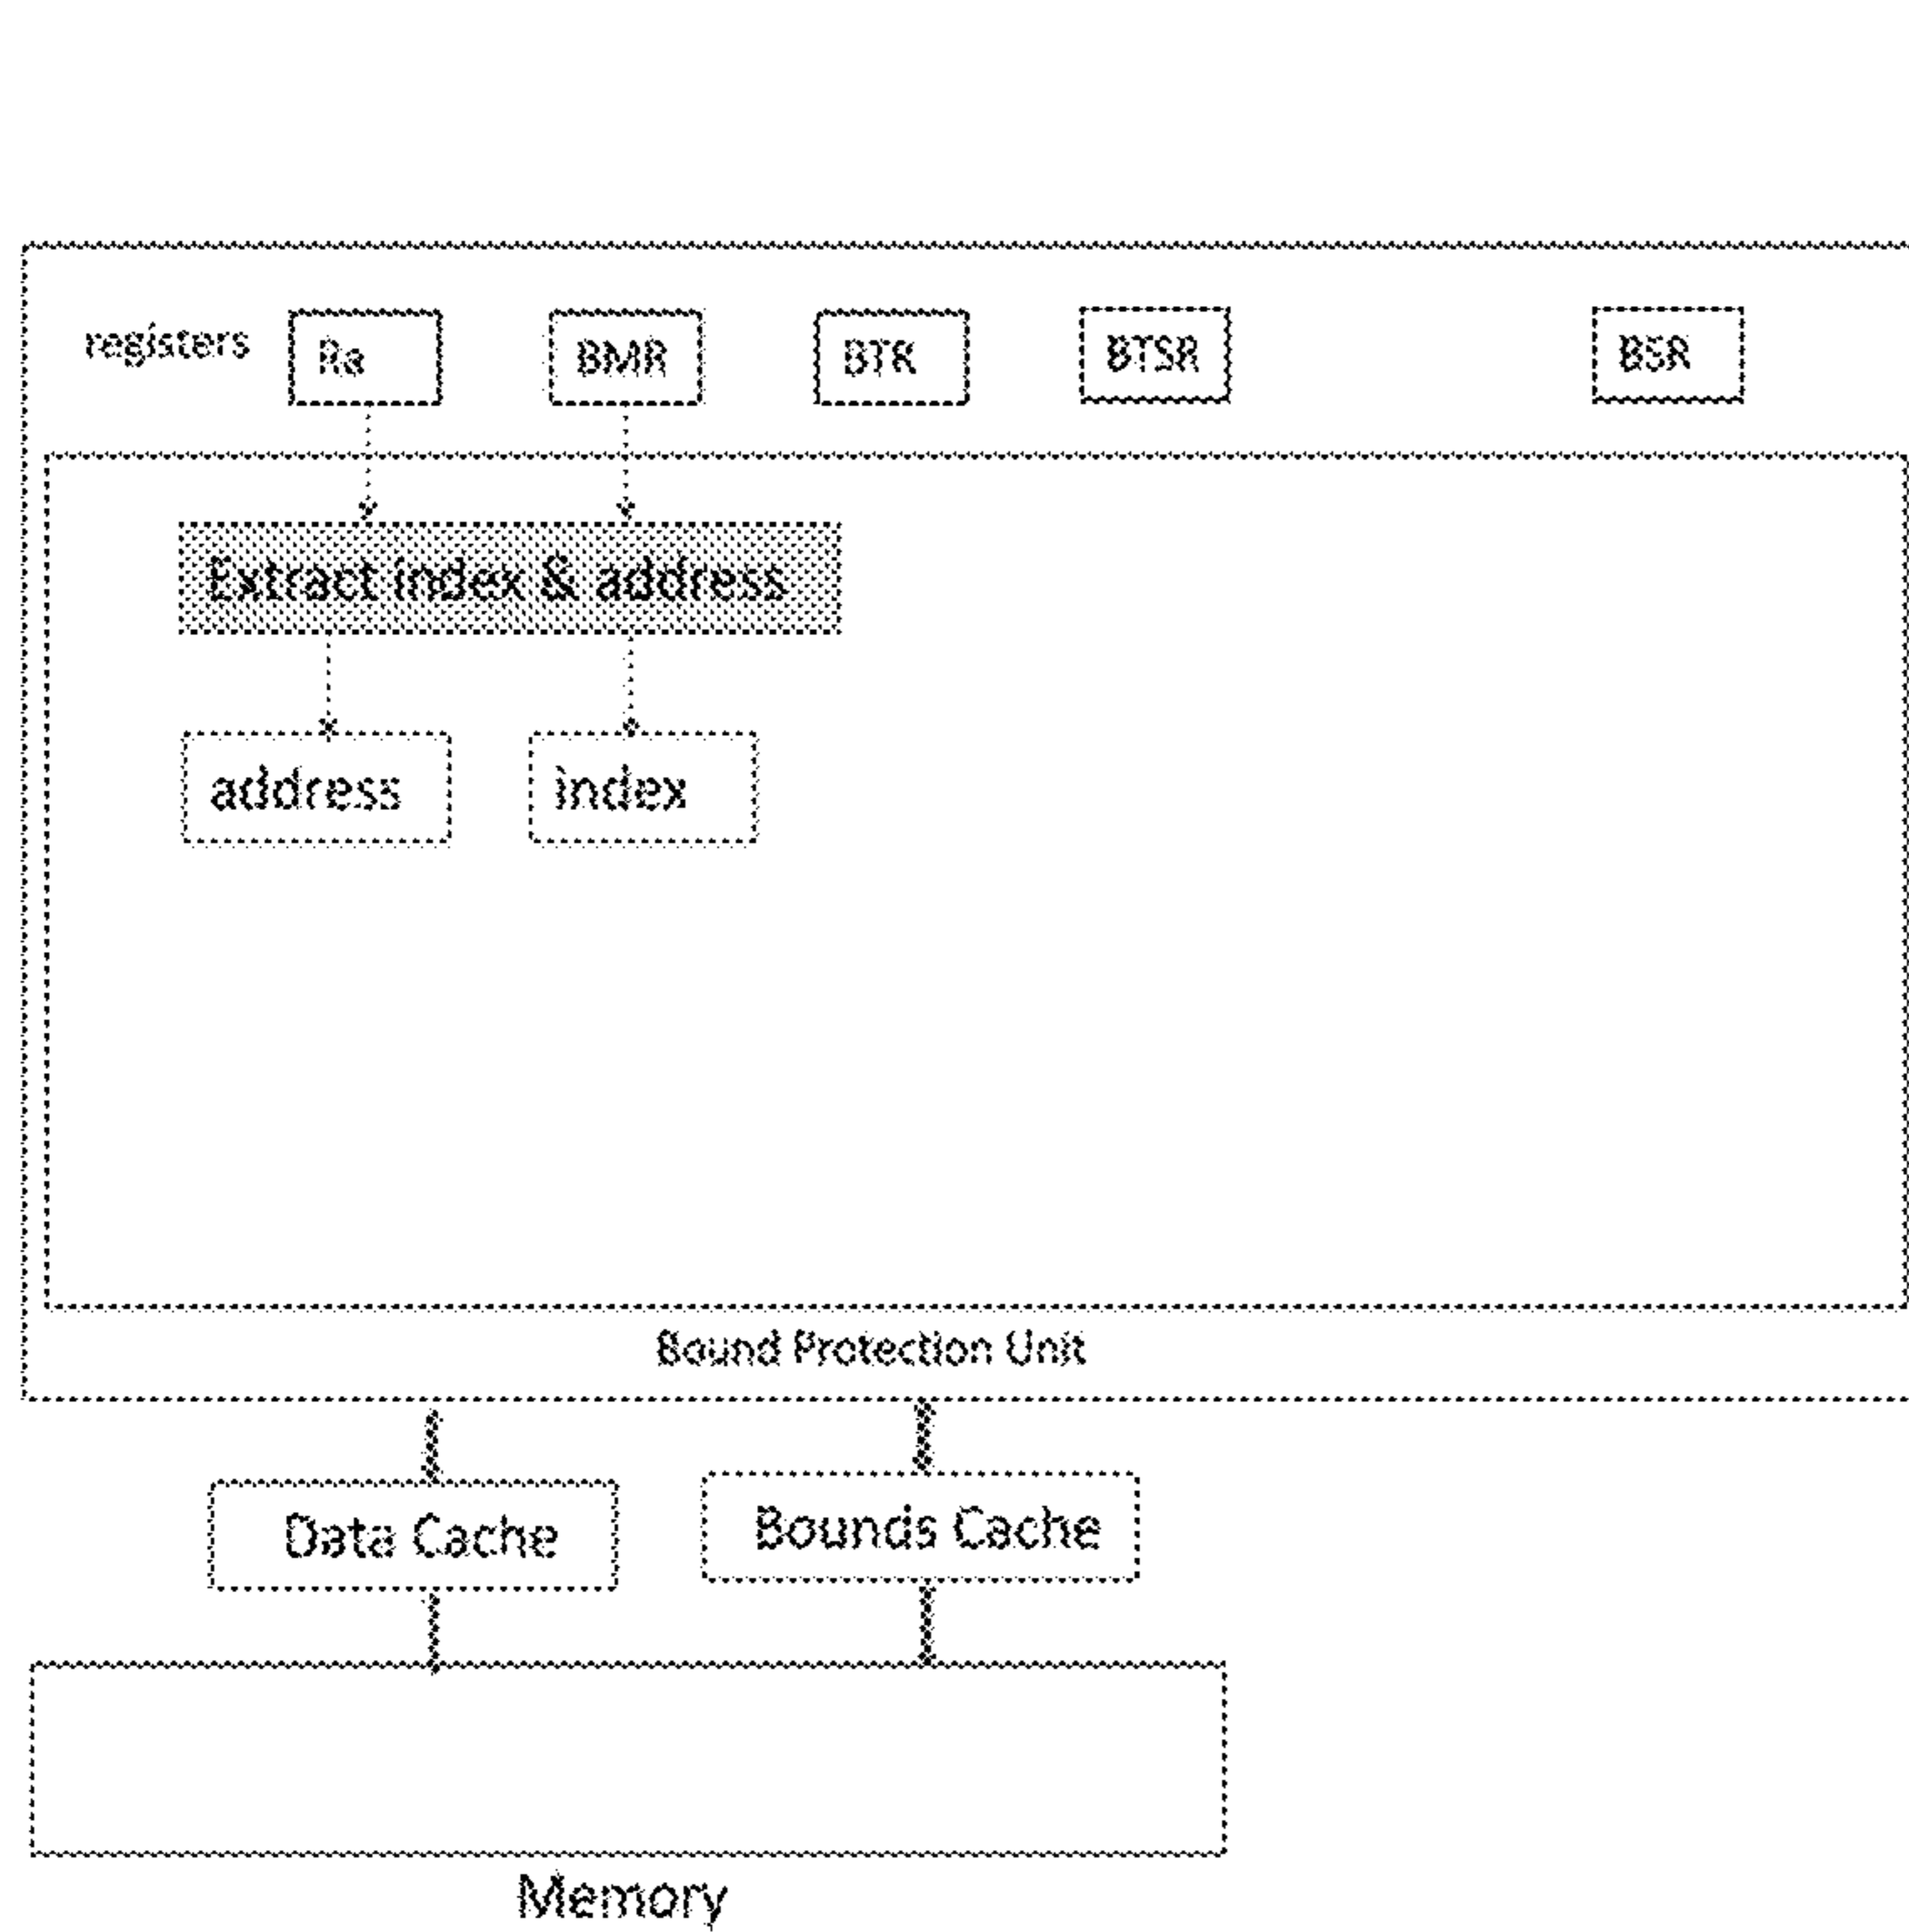 registers Ra BMR BTR BTSR BSR
Extract index & address
address index
Bound Protection Unit
Data Cache Bounds Cache
Memory